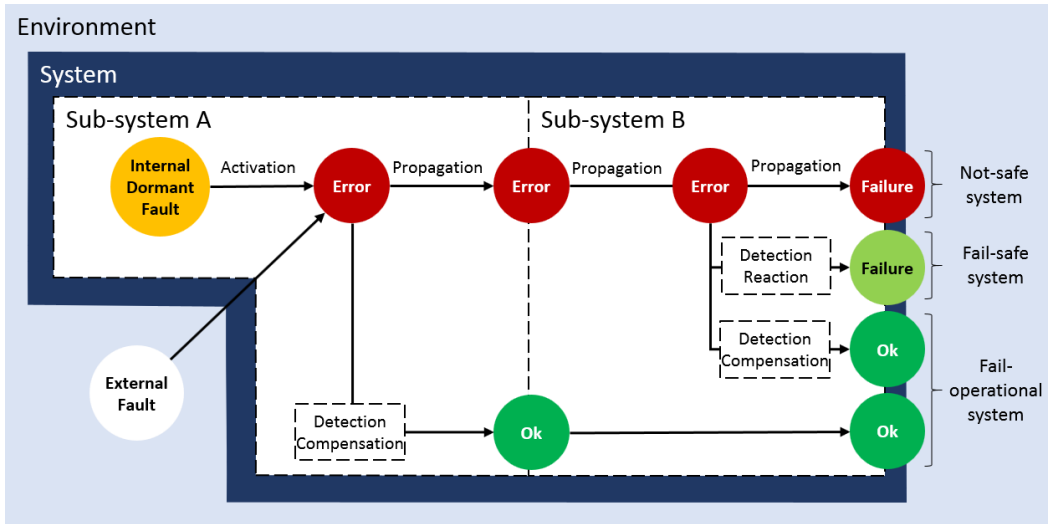 Environment
System
Sub-system A
Sub-system B
Internal
Dormant
Fault
Activation
Error
Propagation
Error
Propagation
Error
Propagation
Failure
Not-safe
system
Detection
Reaction
Failure
Fail-safe
system
Detection
Compensation
Ok
Fail-
operational
system
External
Fault
Detection
Compensation
Ok
Ok